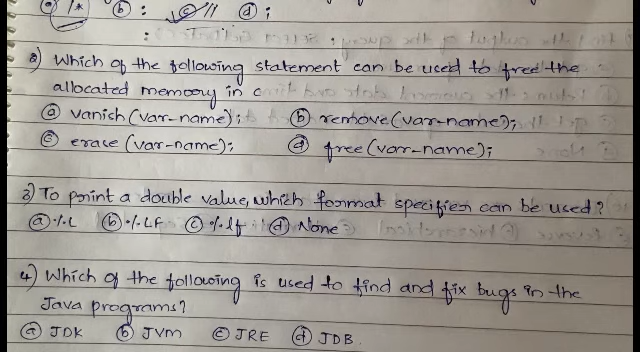 ⓐ /* ⓑ : ⓒ // ⓓ ;
2) Which of the following statement can be used to free the
allocated memory in c
ⓐ vanish(var-name); ⓑ remove(var-name);
ⓒ erase (var-name); ⓓ free(var-name);
3) To print a double value, which format specifier can be used?
ⓐ %L ⓑ %LF ⓒ %lf ⓓ None
4) Which of the following is used to find and fix bugs in the
Java programs?
ⓐ JDK ⓑ JVM ⓒ JRE ⓓ JDB